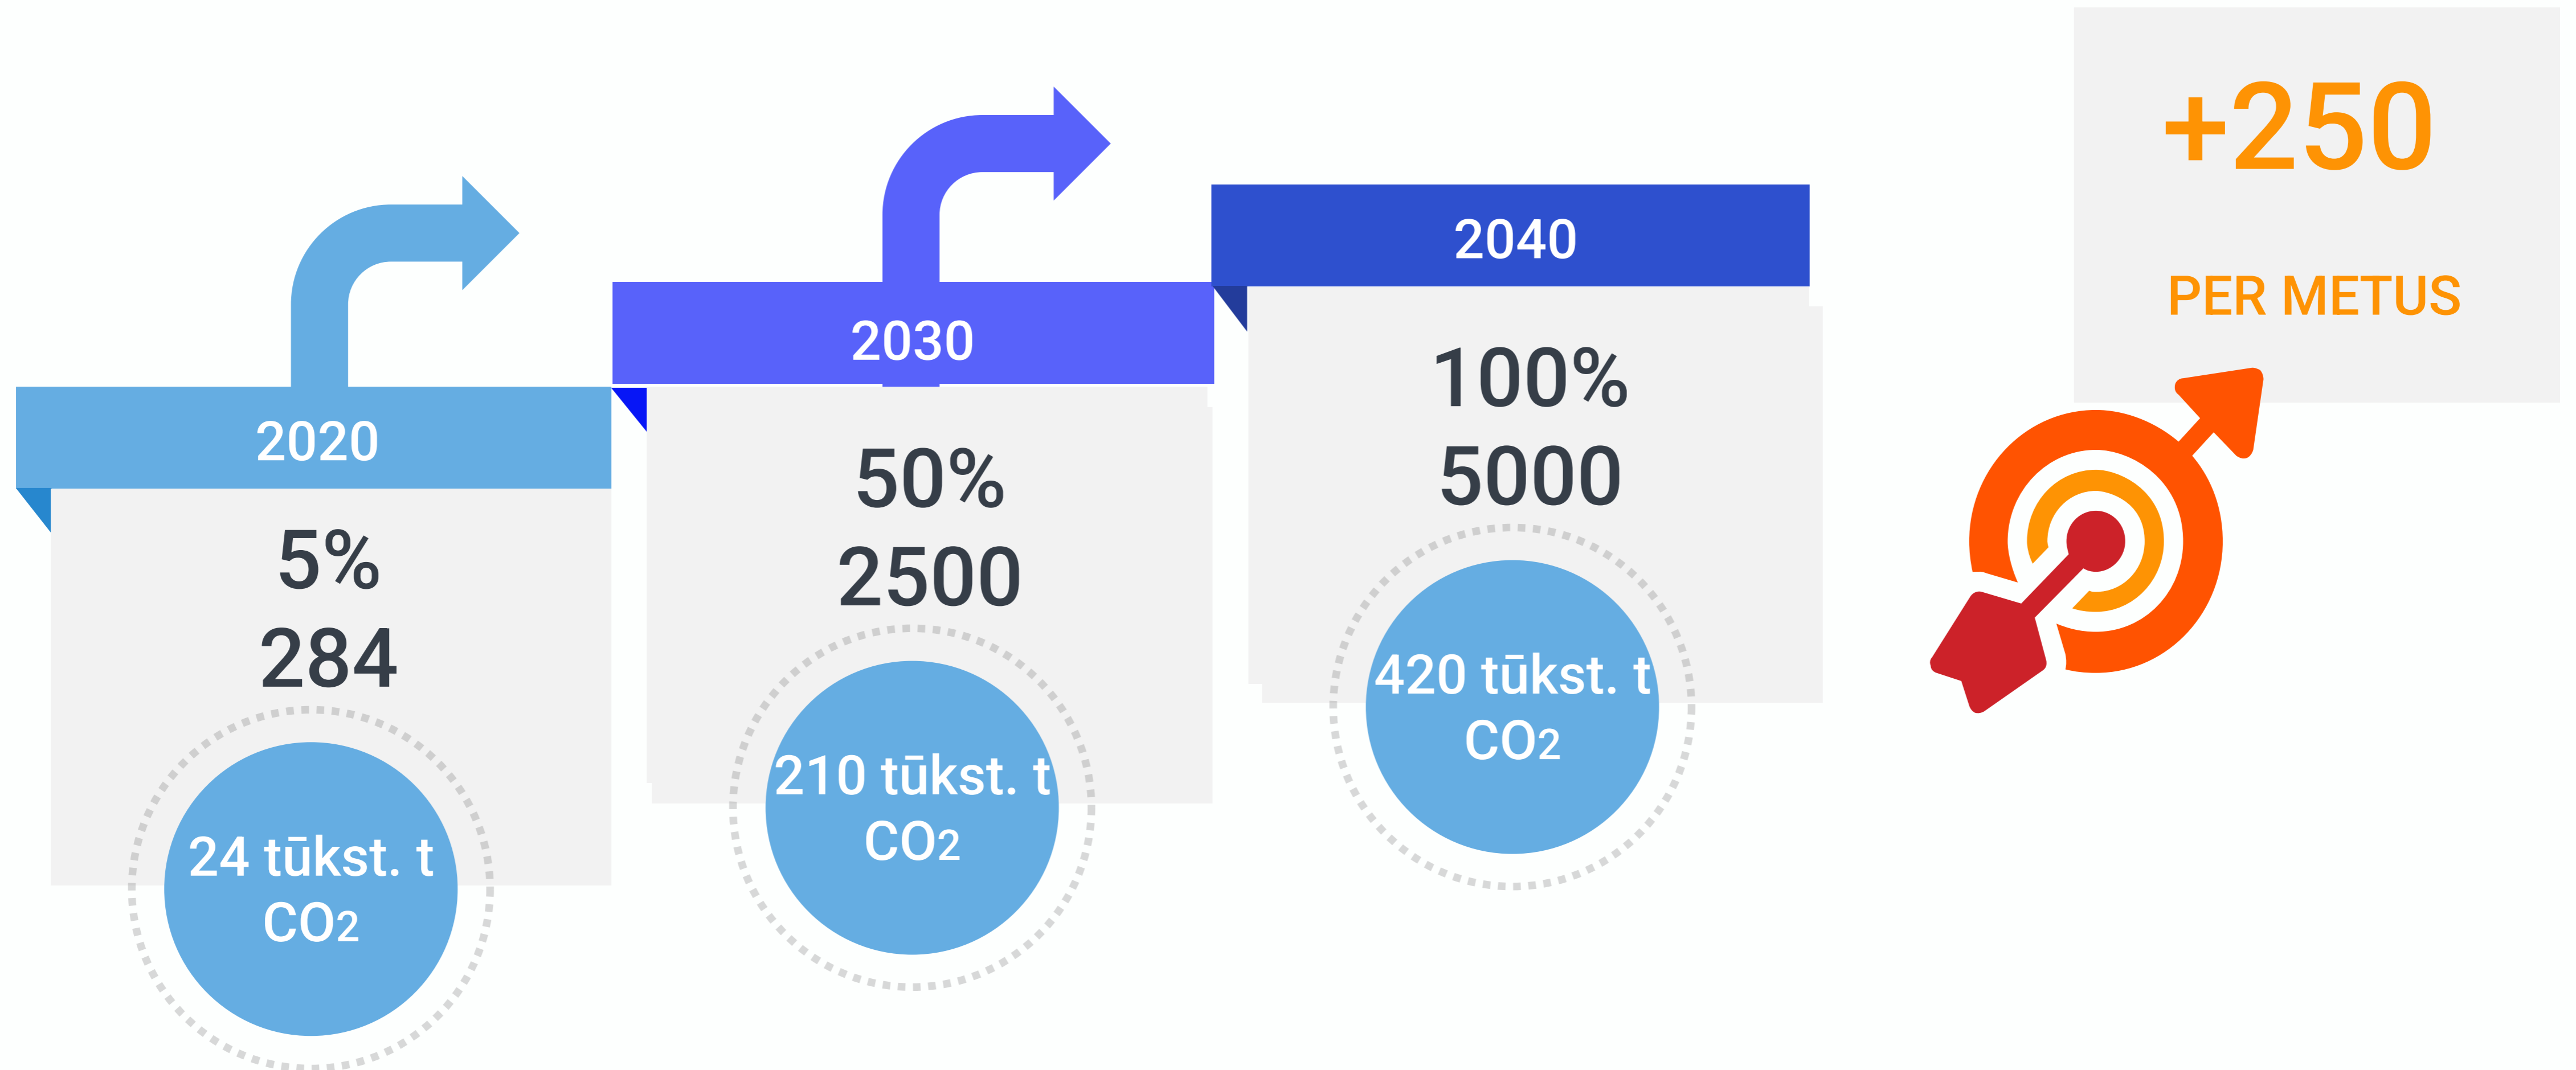 2020
5%
284
24 tūkst. t
CO2
2030
50%
2500
210 tūkst. t
CO2
2040
100%
5000
420 tūkst. t
CO2
+250
PER METUS